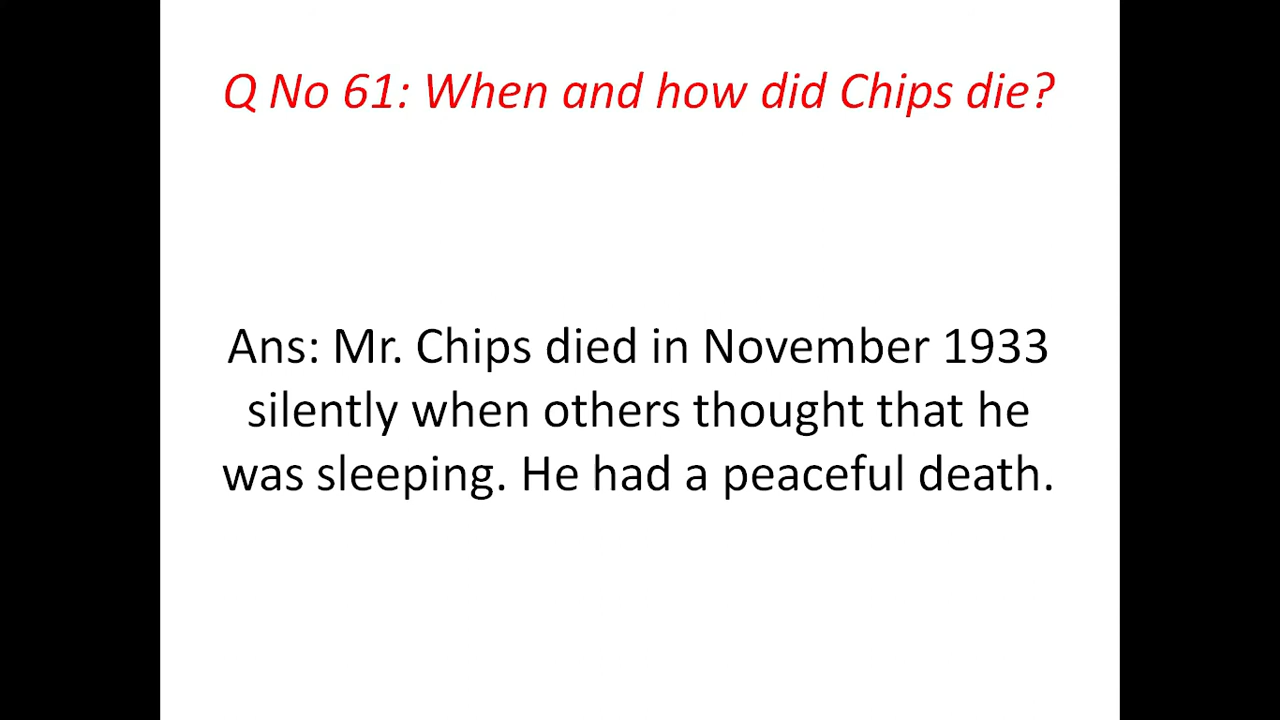 Q No 61: When and how did Chips die?
Ans: Mr. Chips died in November 1933
silently when others thought that he
was sleeping. He had a peaceful death.